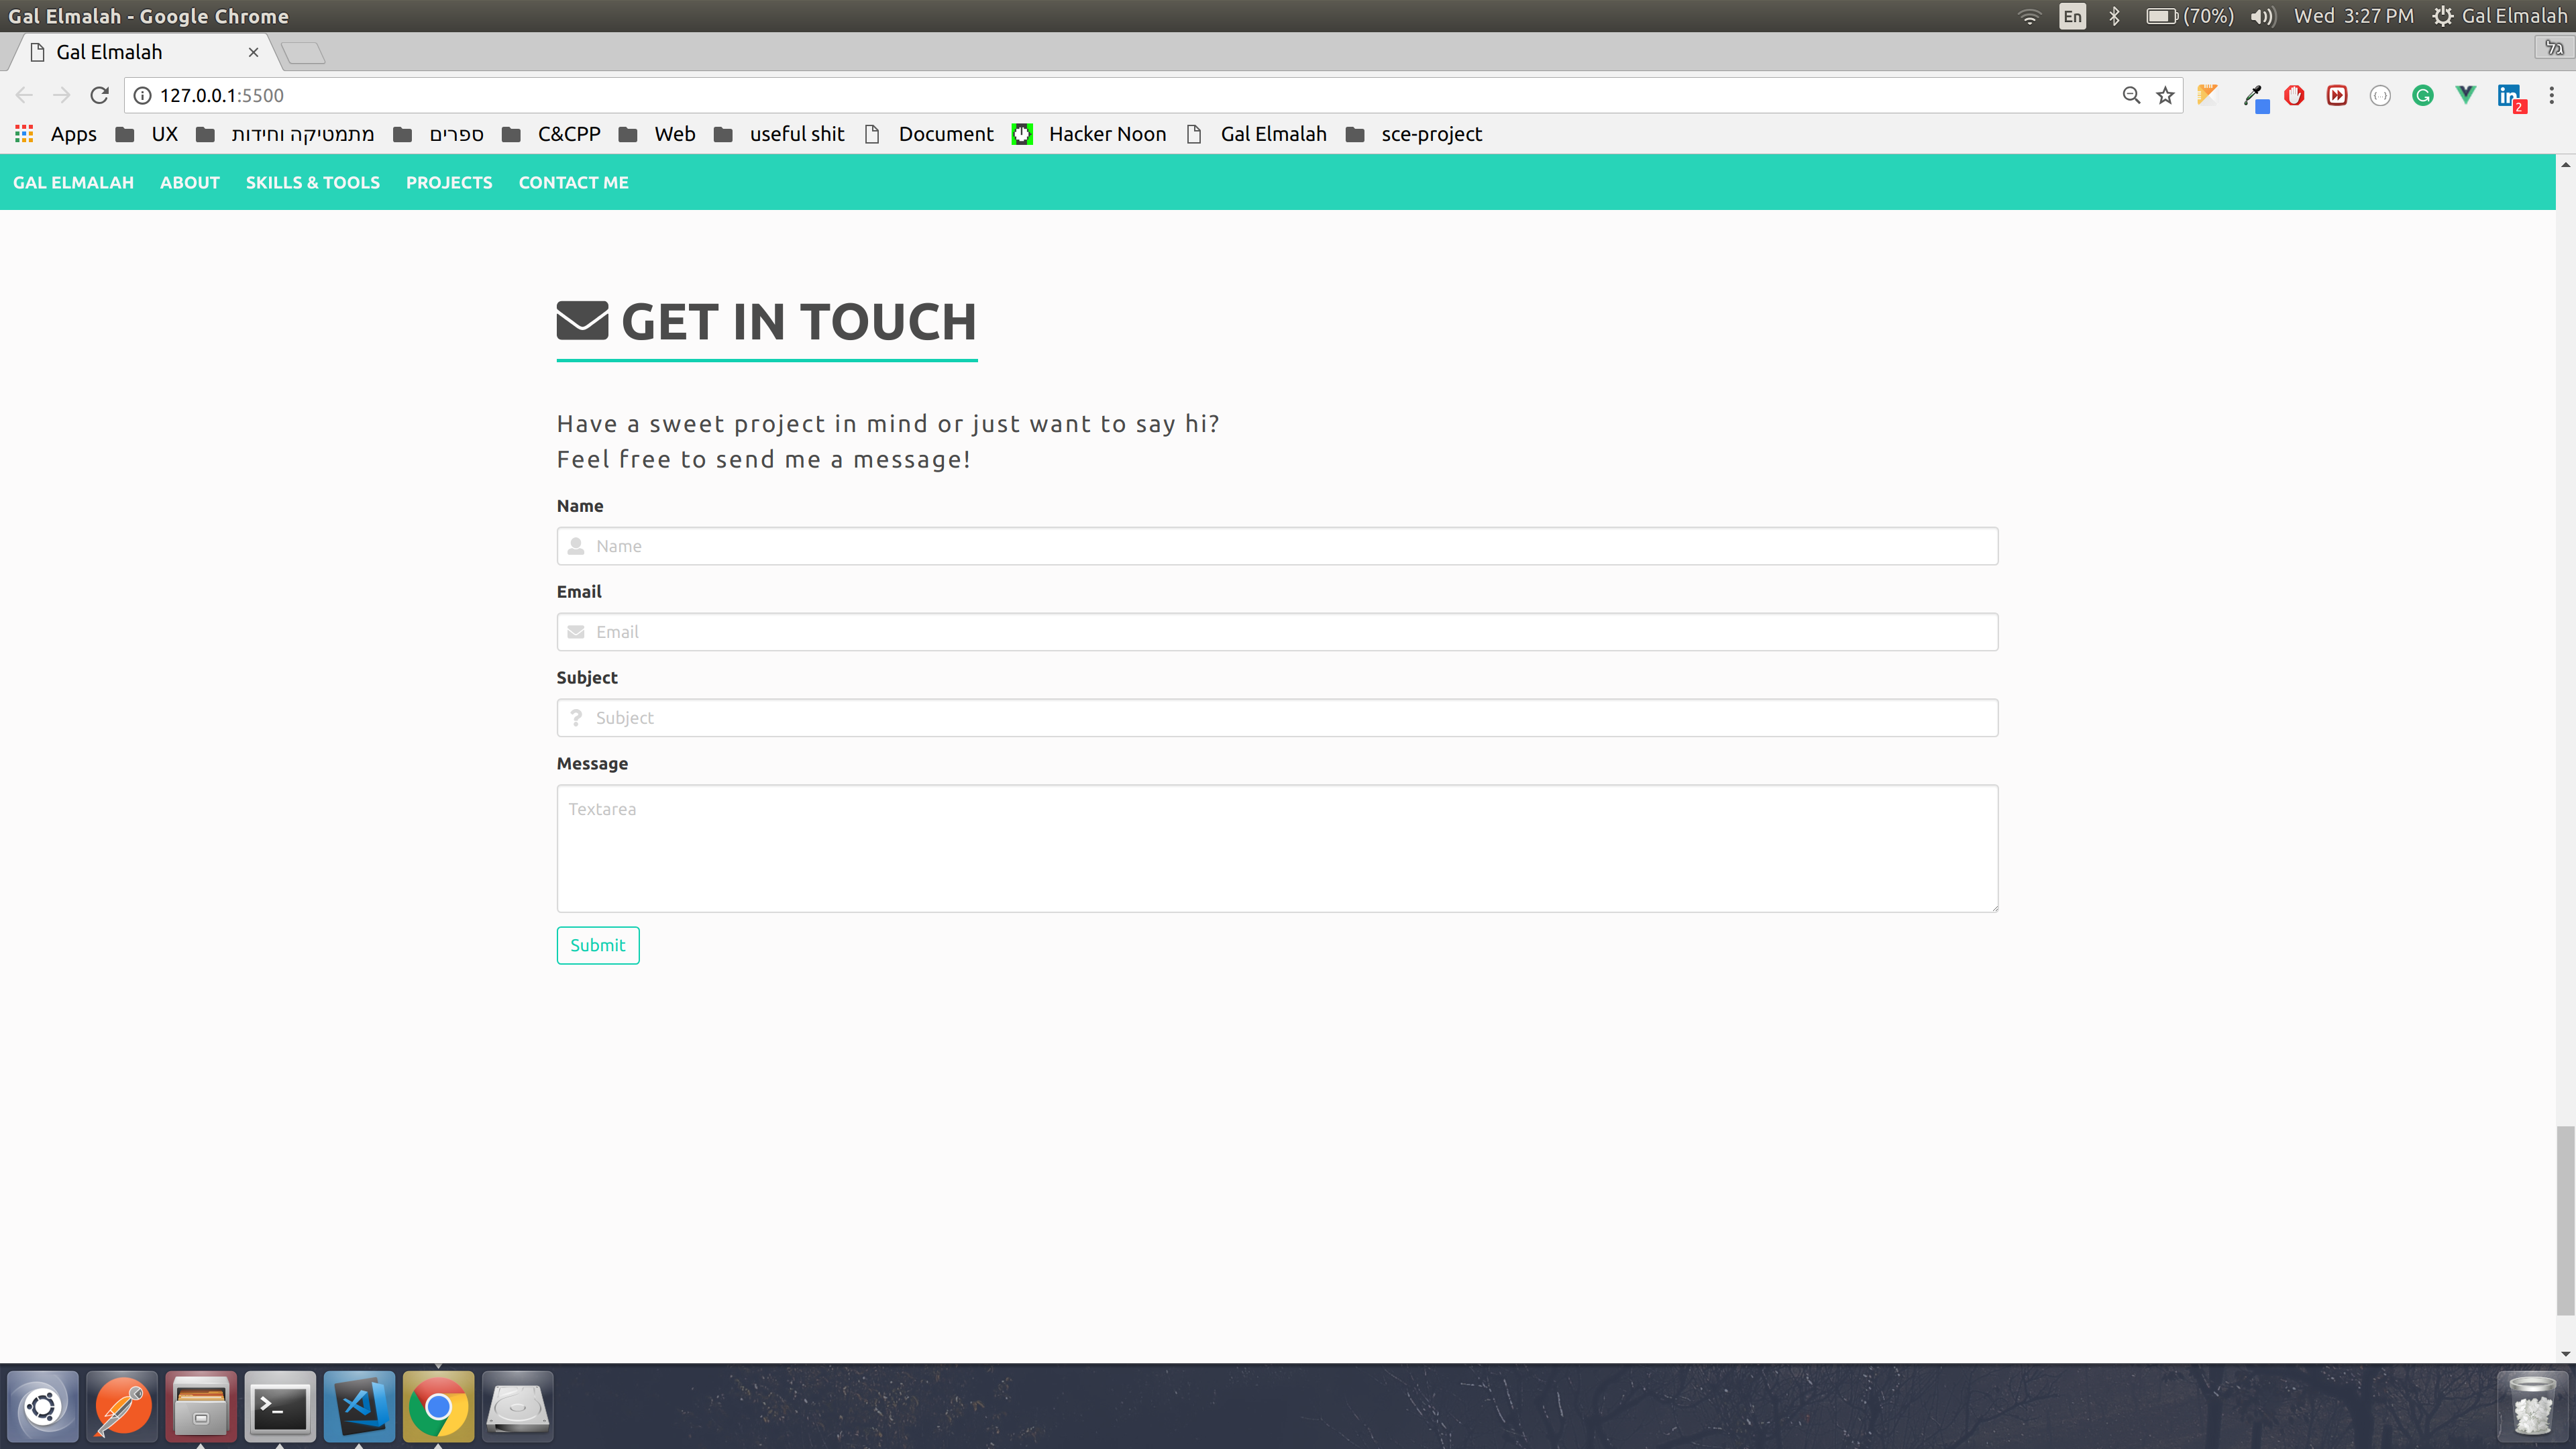 Gal Elmalah - Google Chrome
En
(70%)
Wed 3:27 PM
Gal Elmalah
Gal Elmalah
גל
127.0.0.1:5500
2
Apps
UX
מתמטיקה וחידות
ספרים
C&CPP
Web
useful shit
Document
Hacker Noon
Gal Elmalah
sce-project
GAL ELMALAH
ABOUT
SKILLS & TOOLS
PROJECTS
CONTACT ME
GET IN TOUCH
Have a sweet project in mind or just want to say hi?
Feel free to send me a message!
Name
Name
Email
Email
Subject
? Subject
Message
Textarea
Submit